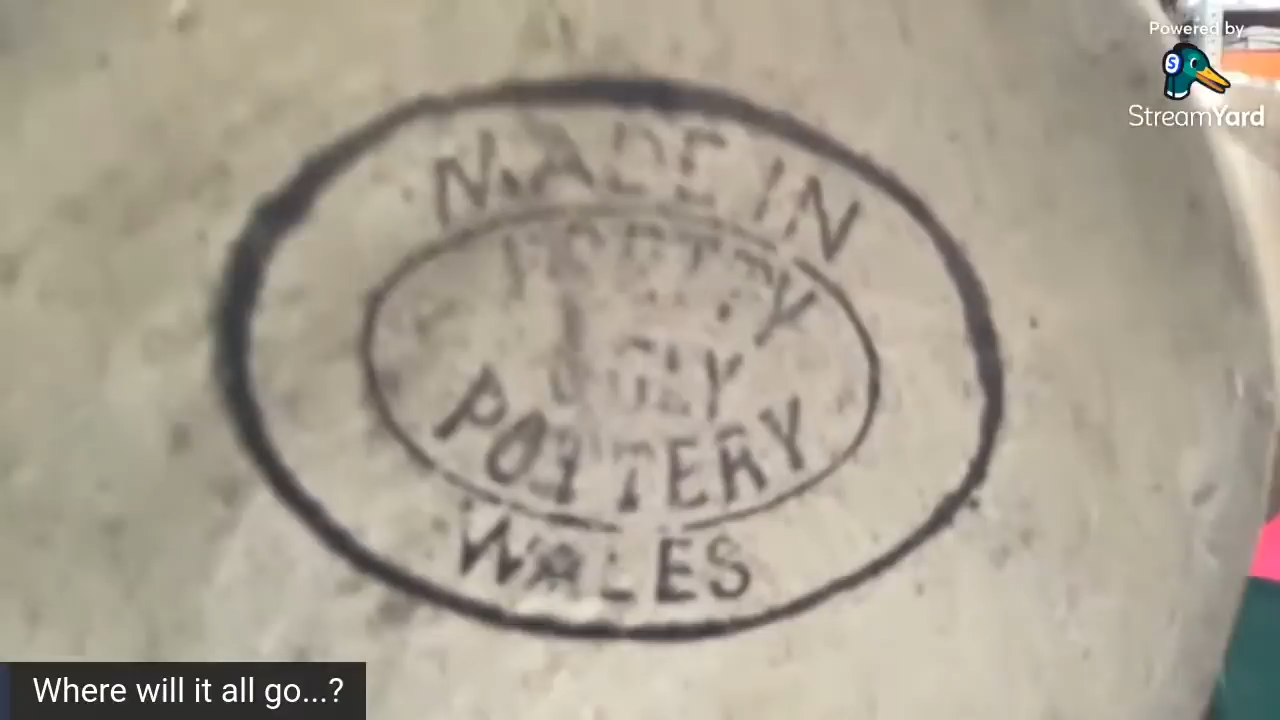 Powered by
StreamYard
MADE IN
PRETTY
UGLY
POTTERY
WALES
Where will it all go...?